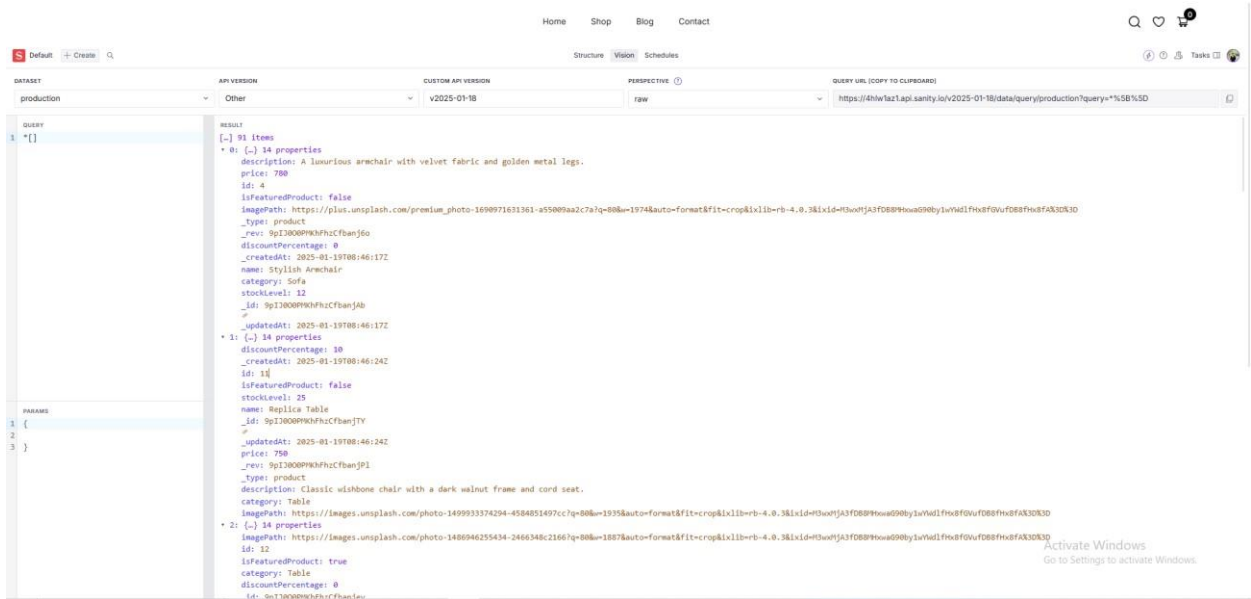 Home Shop Blog Contact
0
S Default + Create
Structure Vision Schedules
Tasks
DATASET
API VERSION
CUSTOM API VERSION
PERSPECTIVE
QUERY URL [COPY TO CLIPBOARD]
production
Other
v2025-01-18
raw
https://4hlw1az1.api.sanity.io/v2025-01-18/data/query/production?query=*%5B%5D
QUERY
1 *[]
PARAMS
1 {
2
3 }
RESULT
[…] 91 items
0: {…} 14 properties
description: A luxurious armchair with velvet fabric and golden metal legs.
price: 780
id: 4
isFeaturedProduct: false
imagePath:
_type: product
_rev:
discountPercentage: 0
_createdAt: 2025-01-19T08:46:17Z
name: Stylish Armchair
category: Sofa
stockLevel: 12
_id:
_updatedAt: 2025-01-19T08:46:17Z
1: {…} 14 properties
discountPercentage: 10
_createdAt: 2025-01-19T08:46:24Z
id: 11
isFeaturedProduct: false
stockLevel: 25
name: Replica Table
_id:
_updatedAt: 2025-01-19T08:46:24Z
price: 750
_rev:
_type: product
description: Classic wishbone chair with a dark walnut frame and cord seat.
category: Table
imagePath:
2: {…} 14 properties
imagePath:
id: 12
isFeaturedProduct: true
category: Table
discountPercentage: 0
Activate Windows
Go to Settings to activate Windows.